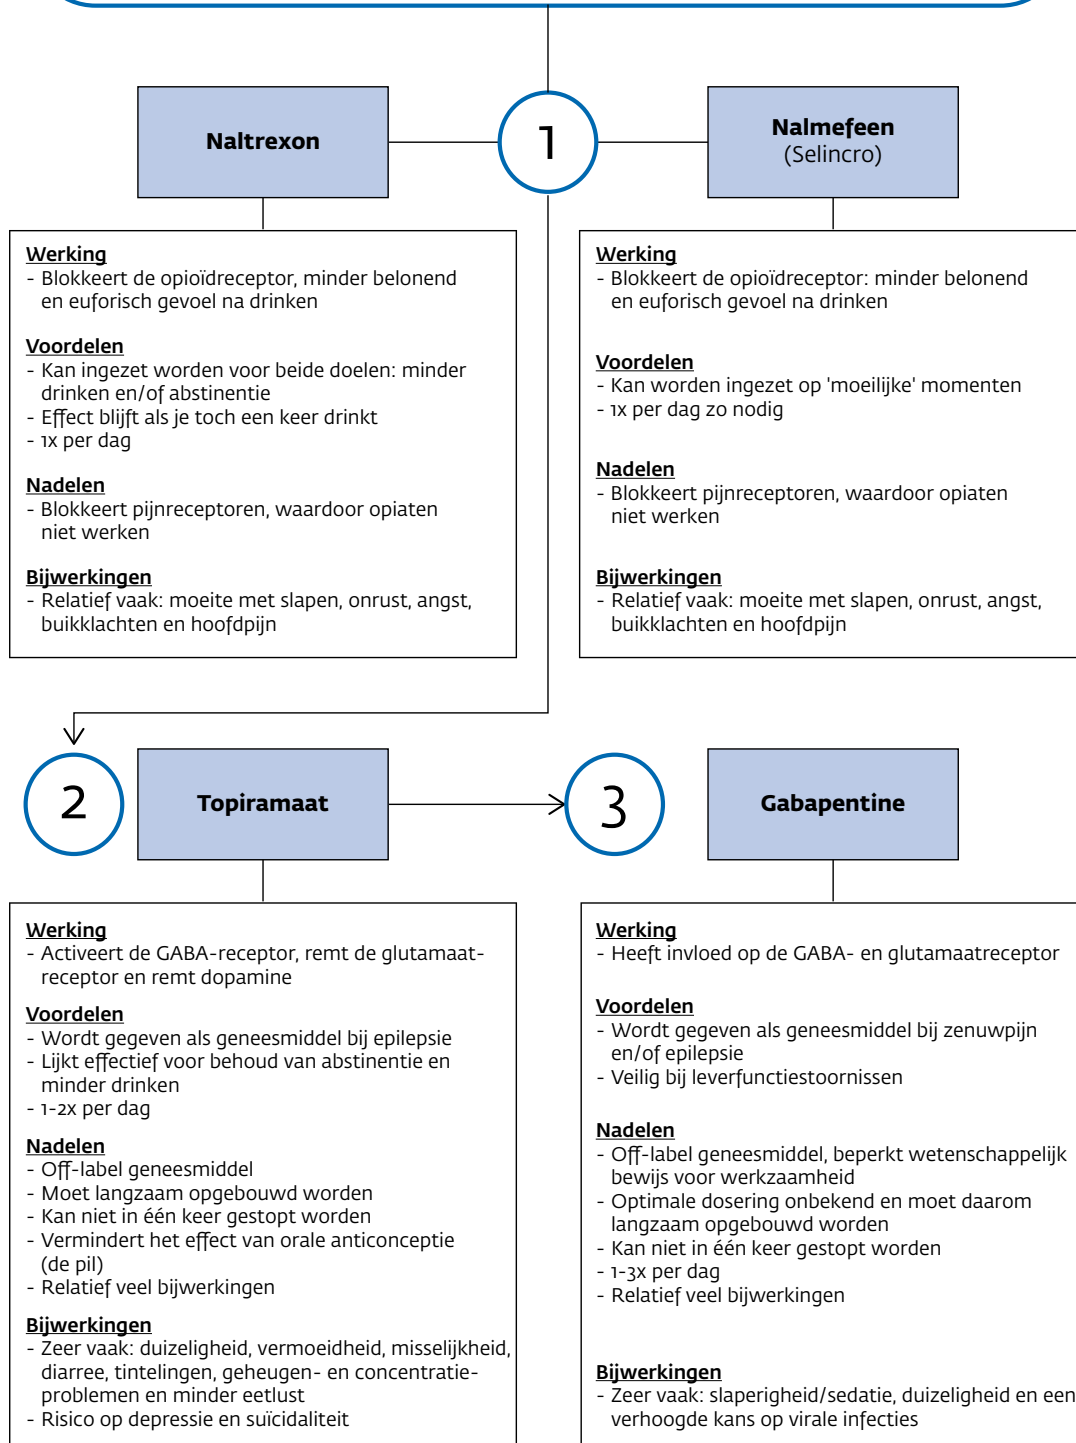 Naltrexon
1
Nalmefeen
(Selincro)
Werking
- Blokkeert de opioïdreceptor, minder belonend
en euforisch gevoel na drinken
Voordelen
- Kan ingezet worden voor beide doelen: minder
drinken en/of abstinentie
- Effect blijft als je toch een keer drinkt
- 1x per dag
Nadelen
- Blokkeert pijnreceptoren, waardoor opiaten
niet werken
Bijwerkingen
- Relatief vaak: moeite met slapen, onrust, angst,
buikklachten en hoofdpijn
Werking
- Blokkeert de opioïdreceptor: minder belonend
en euforisch gevoel na drinken
Voordelen
- Kan worden ingezet op 'moeilijke' momenten
- 1x per dag zo nodig
Nadelen
- Blokkeert pijnreceptoren, waardoor opiaten
niet werken
Bijwerkingen
- Relatief vaak: moeite met slapen, onrust, angst,
buikklachten en hoofdpijn
2
Topiramaat
3
Gabapentine
Werking
- Activeert de GABA-receptor, remt de glutamaat-
receptor en remt dopamine
Voordelen
- Wordt gegeven als geneesmiddel bij epilepsie
- Lijkt effectief voor behoud van abstinentie en
minder drinken
- 1-2x per dag
Nadelen
- Off-label geneesmiddel
- Moet langzaam opgebouwd worden
- Kan niet in één keer gestopt worden
- Vermindert het effect van orale anticonceptie
(de pil)
- Relatief veel bijwerkingen
Bijwerkingen
- Zeer vaak: duizeligheid, vermoeidheid, misselijkheid,
diarree, tintelingen, geheugen- en concentratie-
problemen en minder eetlust
- Risico op depressie en suïcidaliteit
Werking
- Heeft invloed op de GABA- en glutamaatreceptor
Voordelen
- Wordt gegeven als geneesmiddel bij zenuwpijn
en/of epilepsie
- Veilig bij leverfunctiestoornissen
Nadelen
- Off-label geneesmiddel, beperkt wetenschappelijk
bewijs voor werkzaamheid
- Optimale dosering onbekend en moet daarom
langzaam opgebouwd worden
- Kan niet in één keer gestopt worden
- 1-3x per dag
- Relatief veel bijwerkingen
Bijwerkingen
- Zeer vaak: slaperigheid/sedatie, duizeligheid en een
verhoogde kans op virale infecties